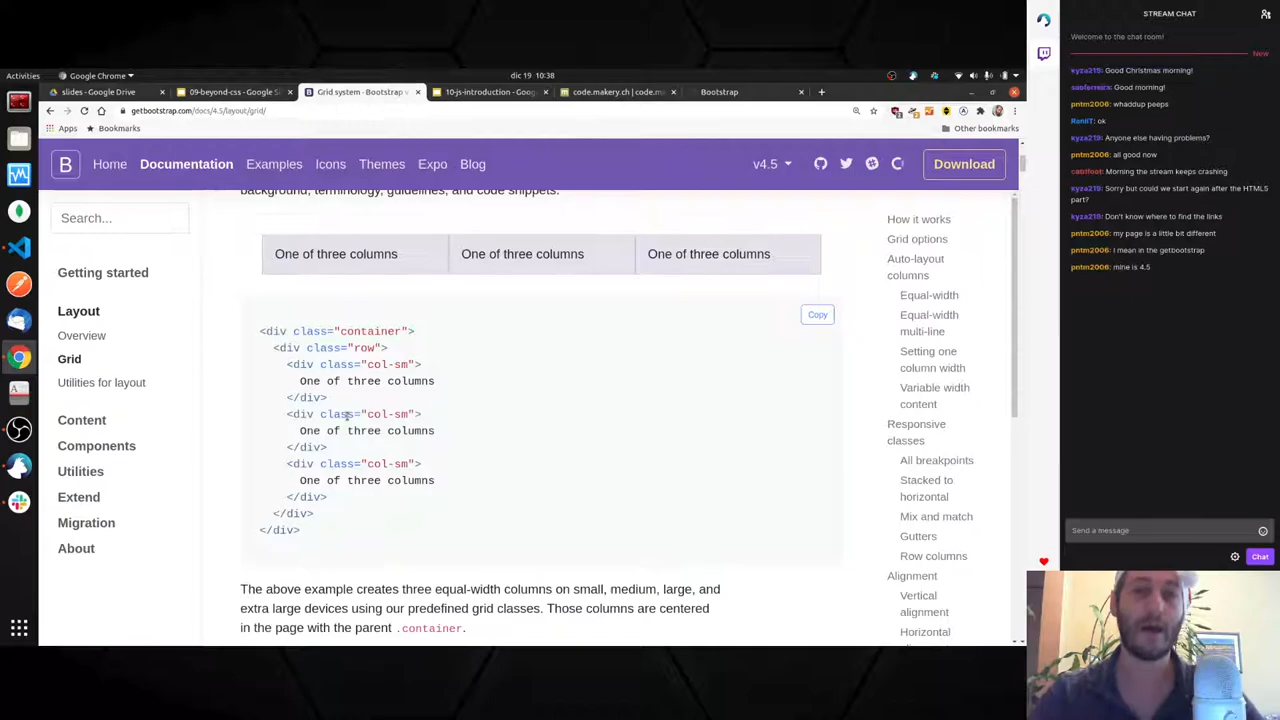 Activities
Google Chrome
dic 19 10:38
slides - Google Drive
09-beyond-css - Google Slides
Grid system · Bootstrap v
10-js-introduction - Goog
code.makery.ch | code.ma
Bootstrap
getbootstrap.com/docs/4.5/layout/grid/
Apps
Bookmarks
Other bookmarks
B
Home
Documentation
Examples
Icons
Themes
Expo
Blog
v4.5
Download
Search...
Getting started
Layout
Overview
Grid
Utilities for layout
Content
Components
Utilities
Extend
Migration
About
background, terminology, guidelines, and code snippets.
One of three columns
One of three columns
One of three columns
Copy
<div class="container">
<div class="row">
<div class="col-sm">
One of three columns
</div>
<div class="col-sm">
One of three columns
</div>
<div class="col-sm">
One of three columns
</div>
</div>
</div>
The above example creates three equal-width columns on small, medium, large, and
extra large devices using our predefined grid classes. Those columns are centered
in the page with the parent .container.
How it works
Grid options
Auto-layout
columns
Equal-width
Equal-width
multi-line
Setting one
column width
Variable width
content
Responsive
classes
All breakpoints
Stacked to
horizontal
Mix and match
Gutters
Row columns
Alignment
Vertical
alignment
Horizontal
STREAM CHAT
Welcome to the chat room!
New
Good Christmas morning!
Good morning!
pntm2006: whaddup peeps
ok
Anyone else having problems?
pntm2006: all good now
Morning the stream keeps crashing
Sorry but could we start again after the HTML5
part?
Don't know where to find the links
pntm2006: my page is a little bit different
pntm2006: I mean in the getbootstrap
pntm2006: mine is 4.5
Send a message
Chat